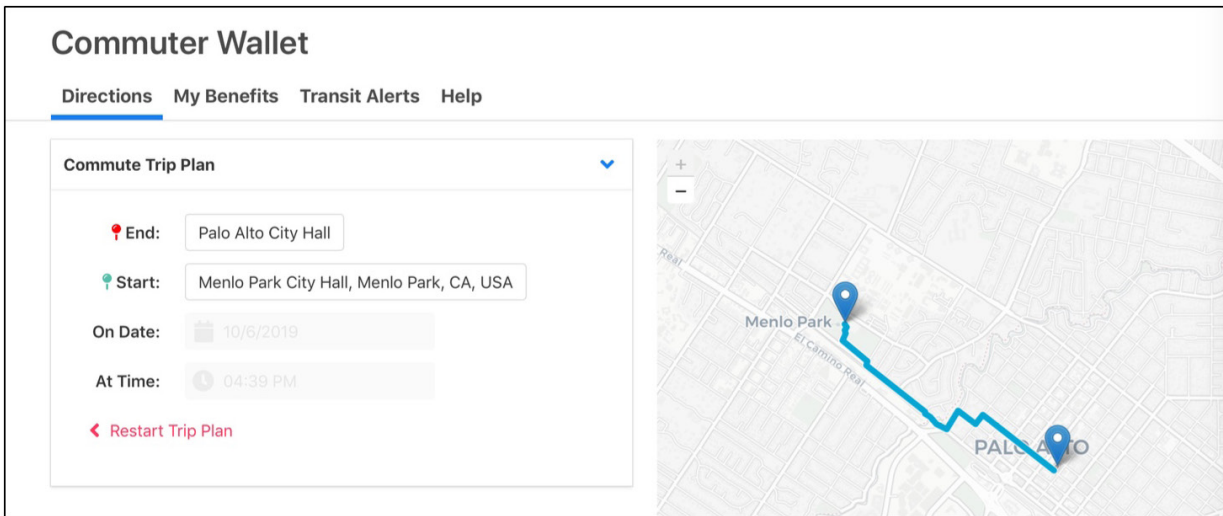 Commuter Wallet
Directions My Benefits Transit Alerts Help
Commute Trip Plan
End: Palo Alto City Hall
Start: Menlo Park City Hall, Menlo Park, CA, USA
On Date: 10/6/2019
At Time: 04:39 PM
Restart Trip Plan
+
−
Real
Menlo Park
El Camino Real
PALO ALTO